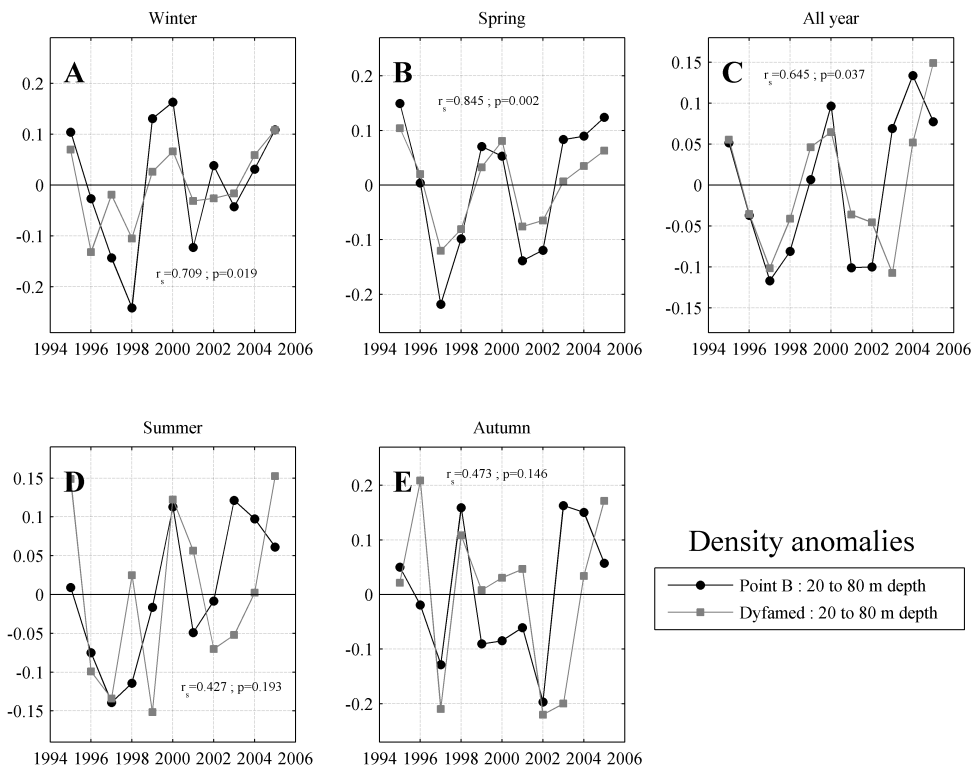 Winter
A
0.2
0.1
0
-0.1
-0.2
r s =0.709 ; p=0.019
1994 1996 1998 2000 2002 2004 2006
Spring
B
0.2
0.1
0
-0.1
-0.2
r s =0.845 ; p=0.002
1994 1996 1998 2000 2002 2004 2006
All year
C
0.15
0.1
0.05
0
-0.05
-0.1
-0.15
r s =0.645 ; p=0.037
1994 1996 1998 2000 2002 2004 2006
Summer
D
0.15
0.1
0.05
0
-0.05
-0.1
-0.15
r s =0.427 ; p=0.193
1994 1996 1998 2000 2002 2004 2006
Autumn
E
0.2
0.1
0
-0.1
-0.2
r s =0.473 ; p=0.146
1994 1996 1998 2000 2002 2004 2006
Density anomalies
Point B : 20 to 80 m depth
Dyfamed : 20 to 80 m depth